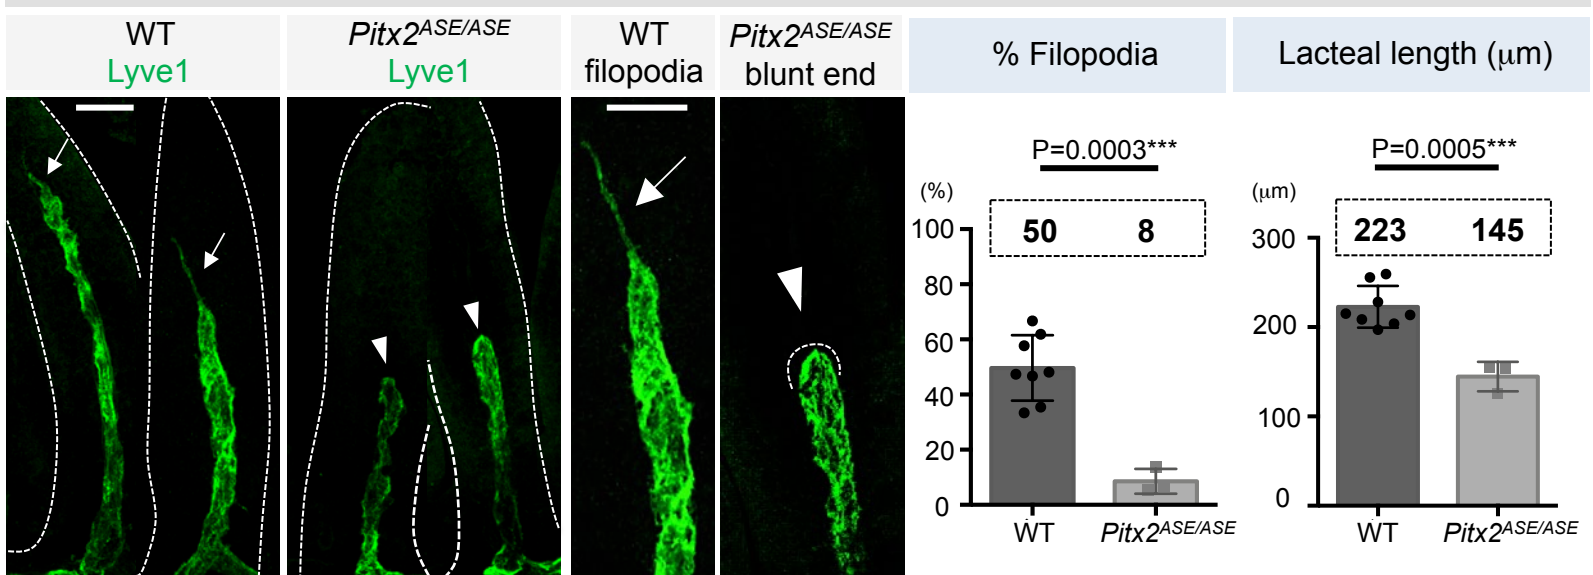 WT
Lyve1
Pitx2ASE/ASE
Lyve1
WT
filopodia
Pitx2ASE/ASE
blunt end
% Filopodia
Lacteal length (μm)
P=0.0003***
(%)
50 8
100
80
60
40
20
0
WT Pitx2ASE/ASE
P=0.0005***
(μm)
223 145
300
200
100
0
WT Pitx2ASE/ASE